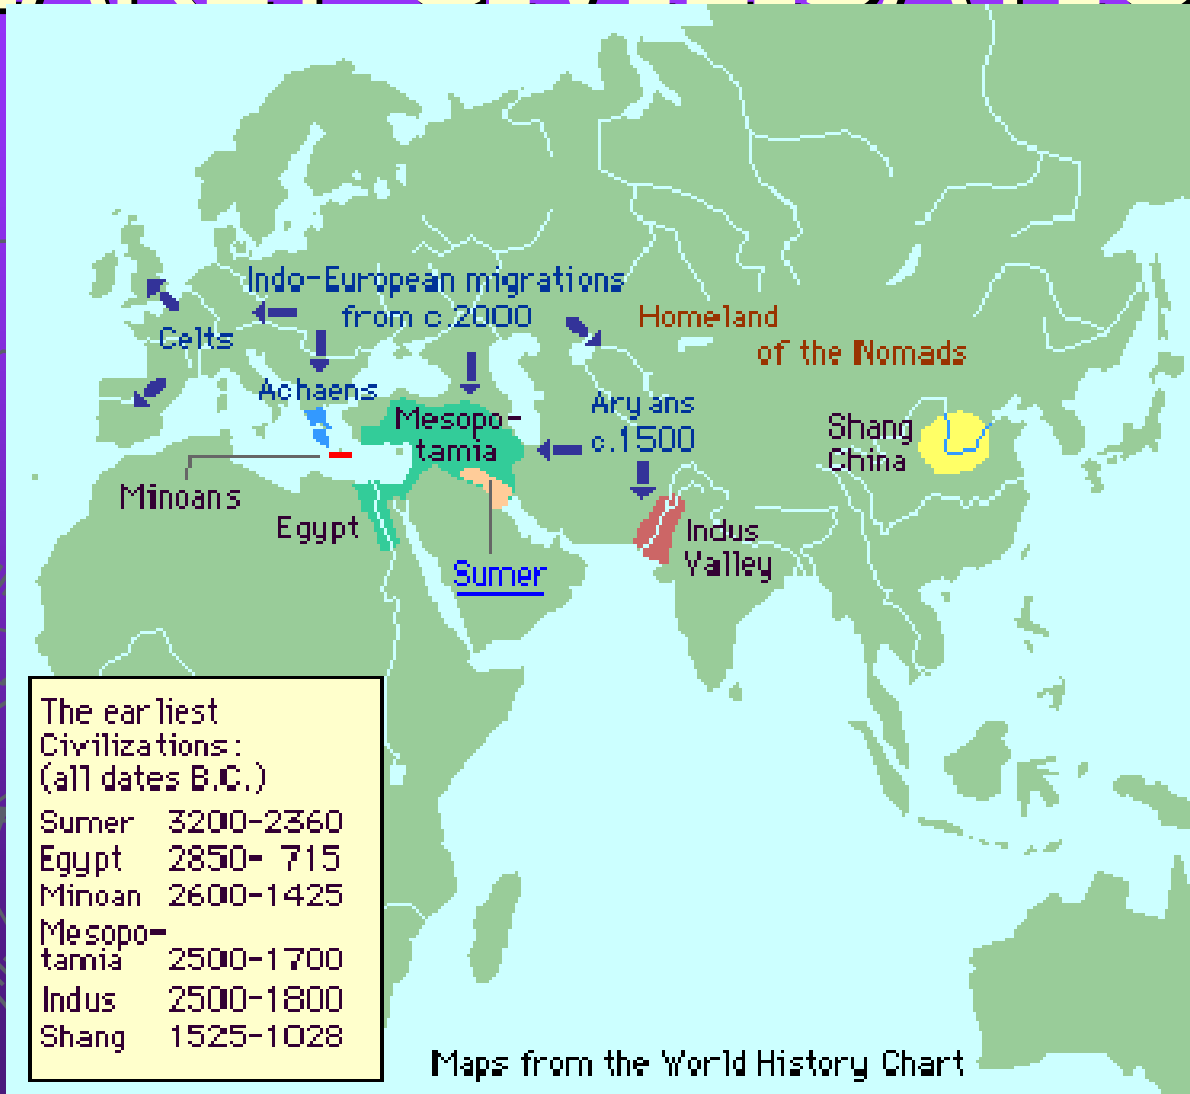 Indo-European migrations
from c.2000
Celts
Achaens
Homeland
of the Nomads
Mesopo-
tamia
Aryans
c.1500
Shang
China
Minoans
Egypt
Sumer
Indus
Valley
The earliest
Civilizations:
(all dates B.C.)
Sumer 3200-2360
Egypt 2850- 715
Minoan 2600-1425
Mesopo-
tamia 2500-1700
Indus 2500-1800
Shang 1525-1028
Maps from the World History Chart